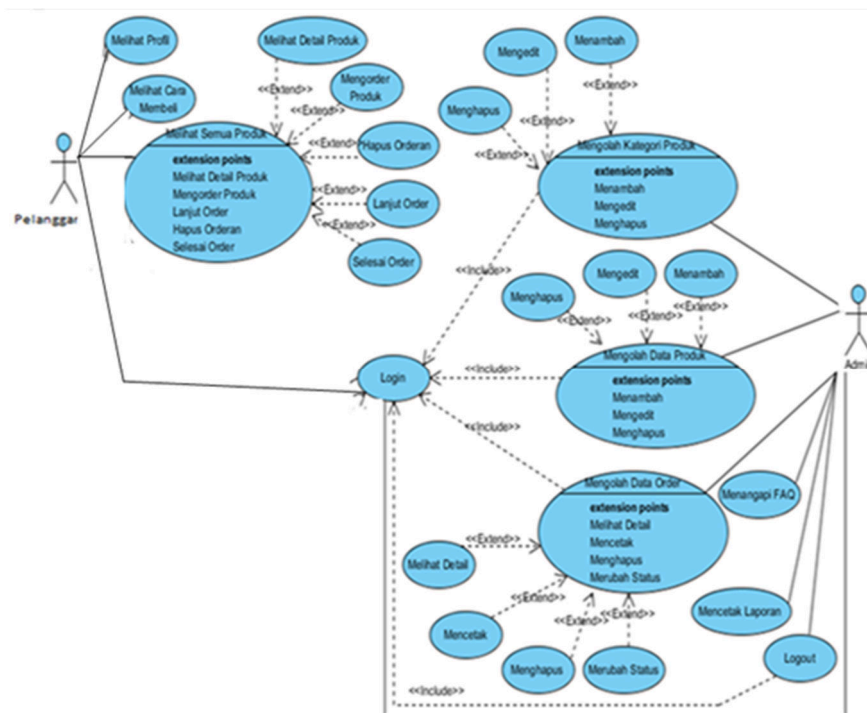 Melihat Profil
Melihat Detail Produk
Mengedit
Menambah
<<Extend>>
<<Extend>>
<<Extend>>
Melihat Cara
Membeli
Mengorder
Produk
<<Extend>>
Menghapus
<<Extend>>
Melihat Semua Produk
extension points
Melihat Detail Produk
Mengorder Produk
Lanjut Order
Hapus Orderan
Selesai Order
<<Extend>>
Hapus Orderan
<<Extend>>
Lanjut Order
<<Extend>>
Selesai Order
Pelanggar
Mengolah Kategori Produk
extension points
Menambah
Mengedit
Menghapus
<<Include>>
Menghapus
Mengedit
Menambah
<<Extend>>
<<Extend>>
<<Extend>>
Mengolah Data Produk
extension points
Menambah
Mengedit
Menghapus
Admi
Login
<<Include>>
<<Include>>
Mengolah Data Order
extension points
Melihat Detail
Mencetak
Menghapus
Merubah Status
Menangapi FAQ
<<Extend>>
Melihat Detail
<<Extend>>
Mencetak
<<Extend>>
Menghapus
<<Extend>>
Merubah Status
Mencetak Laporan
Logout
<<Include>>